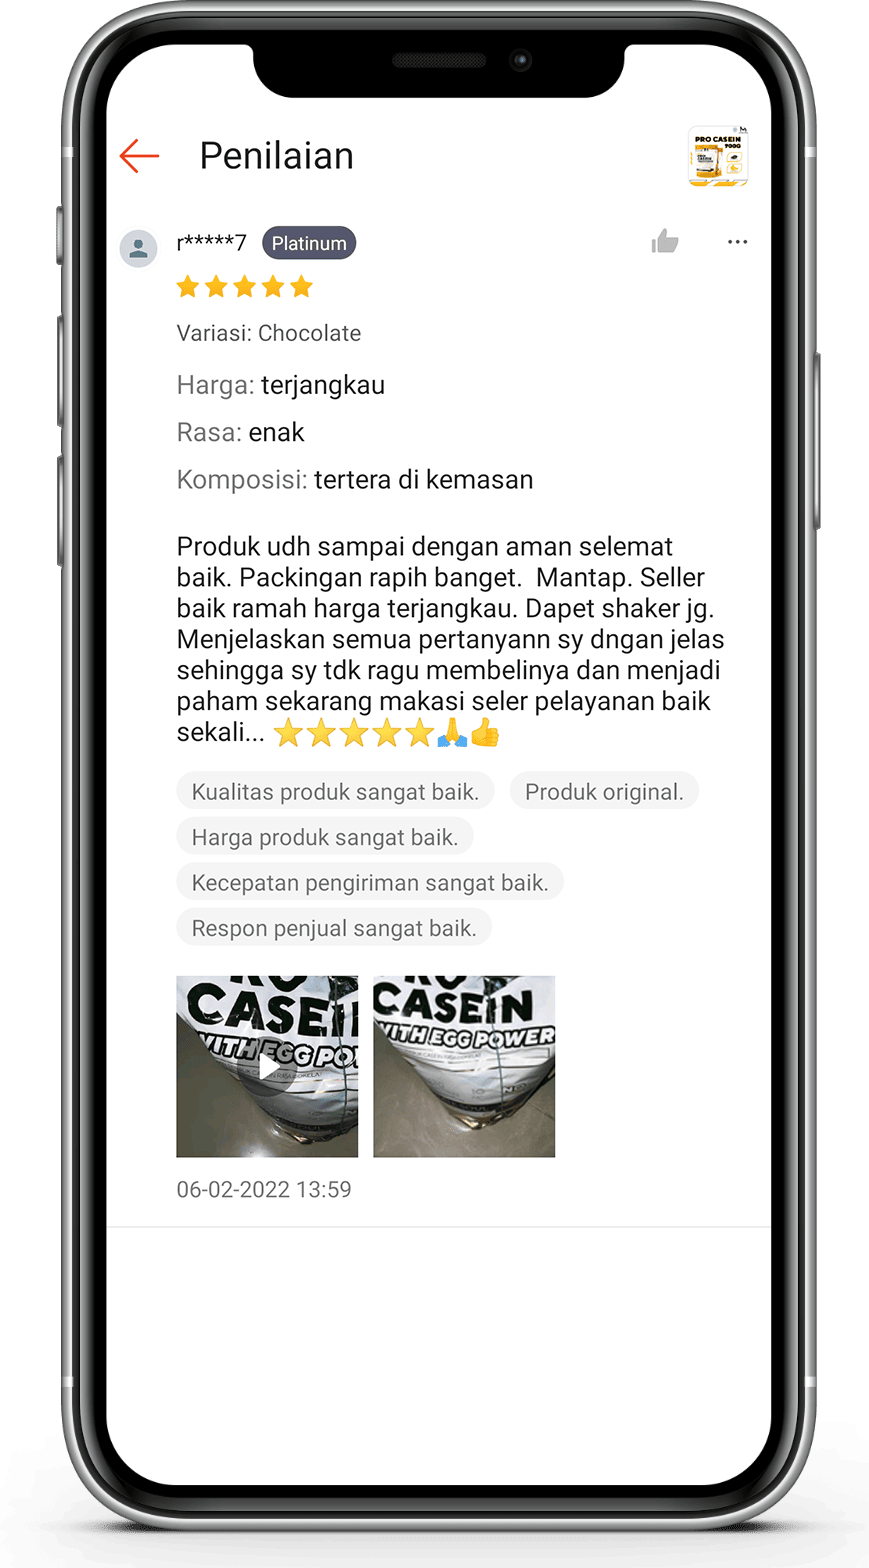 Penilaian
PRO CASEIN
900G
r*****7 Platinum
Variasi: Chocolate
Harga: terjangkau
Rasa: enak
Komposisi: tertera di kemasan
Produk udh sampai dengan aman selemat
baik. Packingan rapih banget.  Mantap. Seller
baik ramah harga terjangkau. Dapet shaker jg.
Menjelaskan semua pertanyann sy dngan jelas
sehingga sy tdk ragu membelinya dan menjadi
paham sekarang makasi seler pelayanan baik
sekali... ⭐⭐⭐⭐⭐🙏👍
Kualitas produk sangat baik. Produk original.
Harga produk sangat baik.
Kecepatan pengiriman sangat baik.
Respon penjual sangat baik.
CASEIN
WITH EGG
CASEIN
WITH EGG POWER
06-02-2022 13:59